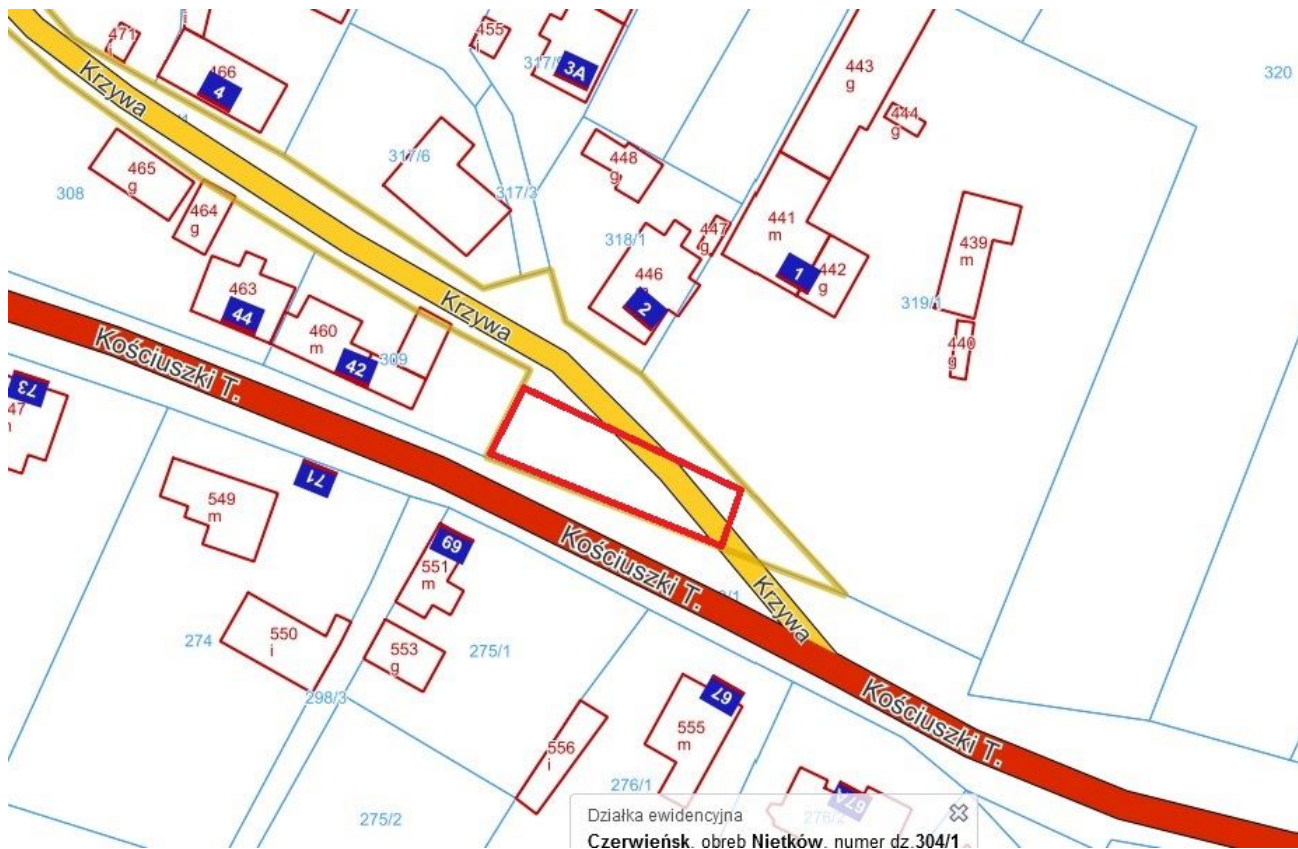 471
i
i
466
4
455
i
3A
443
g
320
444
g
Krzywa
465
g
317/6
448
g
308
464
g
317/3
441
m
447
g
318/1
439
m
446
1
442
g
2
319/1
463
44
Krzywa
440
g
460
m
309
42
Kościuszki T.
73
47
71
549
m
69
551
m
Kościuszki T.
Krzywa
550
i
274
553
g
275/1
298/3
67
555
m
Kościuszki T.
556
i
276/1
67A
275/2
Działka ewidencyjna
Czerwieńsk, obręb Nietków, numer dz.304/1